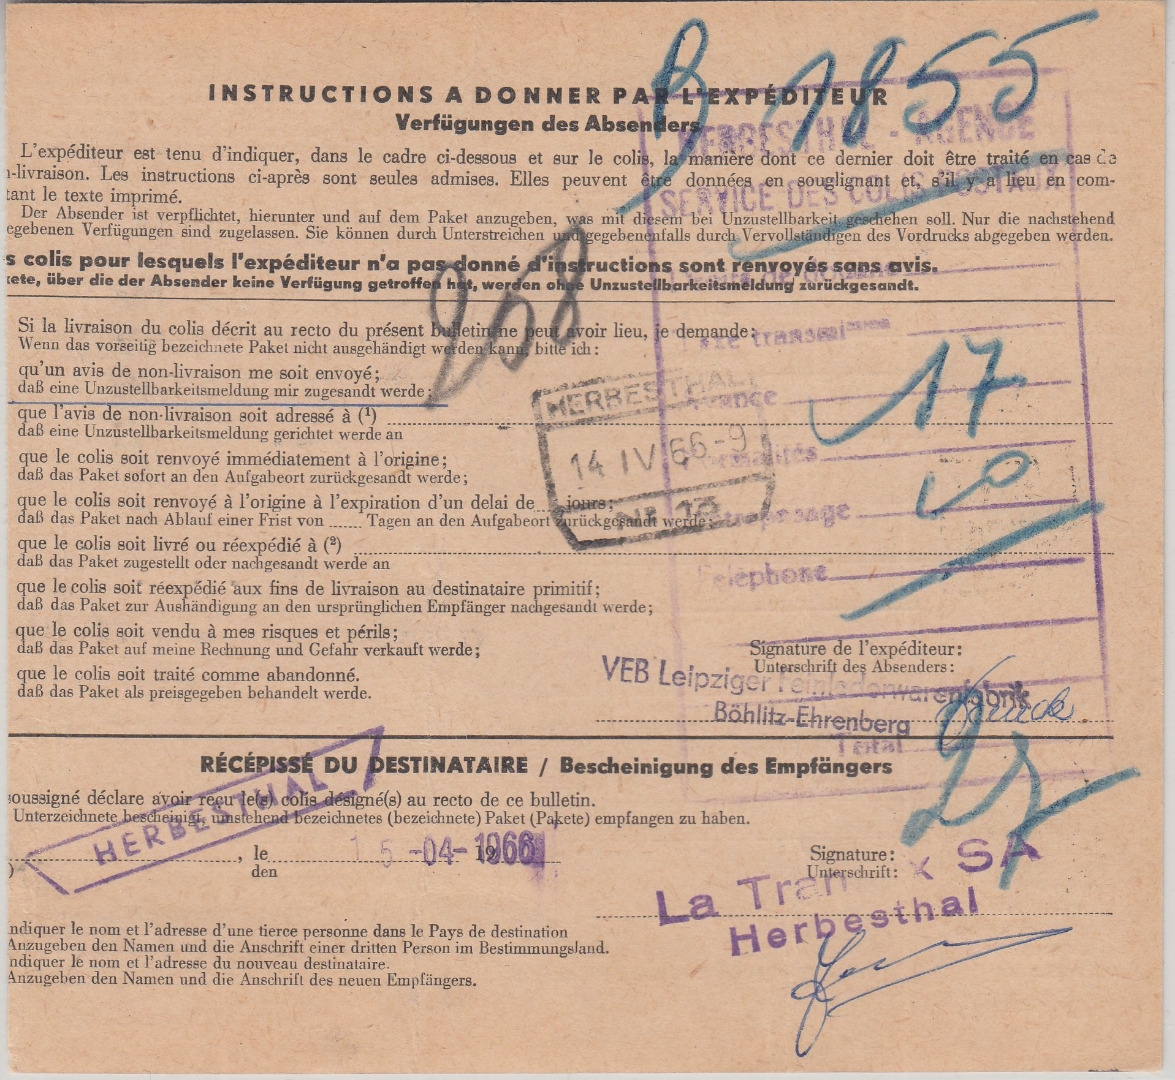 B 1855
INSTRUCTIONS A DONNER PAR L'EXPÉDITEUR
Verfügungen des Absenders
HERBESTHAL - AGENCE
SERVICE DES COLIS POSTAUX
L'expéditeur est tenu d'indiquer, dans le cadre ci-dessous et sur le colis, la manière dont ce dernier doit être traité en cas de
-livraison. Les instructions ci-après sont seules admises. Elles peuvent être données en soulignant et, s'il y a lieu en com-
tant le texte imprimé.
Der Absender ist verpflichtet, hierunter und auf dem Paket anzugeben, was mit diesem bei Unzustellbarkeit geschehen soll. Nur die nachstehend
egebenen Verfügungen sind zugelassen. Sie können durch Unterstreichen und gegebenenfalls durch Vervollständigen des Vordrucks abgegeben werden.
s colis pour lesquels l'expéditeur n'a pas donné d'instructions sont renvoyés sans avis.
kete, über die der Absender keine Verfügung getroffen hat, werden ohne Unzustellbarkeitsmeldung zurückgesandt.
268
Si la livraison du colis décrit au recto du présent bulletin ne peut avoir lieu, je demande:
Wenn das vorseitig bezeichnete Paket nicht ausgehändigt werden kann, bitte ich:
qu'un avis de non-livraison me soit envoyé;
daß eine Unzustellbarkeitsmeldung mir zugesandt werde;
17
HERBESTHAL
14 IV 66-9
Nr 13
que l'avis de non-livraison soit adressé à (¹)
daß eine Unzustellbarkeitsmeldung gerichtet werde an
que le colis soit renvoyé immédiatement à l'origine;
daß das Paket sofort an den Aufgabeort zurückgesandt werde;
que le colis soit renvoyé à l'origine à l'expiration d'un delai de jours;
daß das Paket nach Ablauf einer Frist von ...... Tagen an den Aufgabeort zurückgesandt werde;
que le colis soit livré ou réexpédié à (²)
daß das Paket zugestellt oder nachgesandt werde an
Téléphone
que le colis soit réexpédié aux fins de livraison au destinataire primitif;
daß das Paket zur Aushändigung an den ursprünglichen Empfänger nachgesandt werde;
que le colis soit vendu à mes risques et périls;
daß das Paket auf meine Rechnung und Gefahr verkauft werde;
que le colis soit traité comme abandonné.
daß das Paket als preisgegeben behandelt werde.
Signature de l'expéditeur:
Unterschrift des Absenders:
VEB Leipziger Feinlederwarenfabrik
Böhlitz-Ehrenberg
Total
RÉCÉPISSÉ DU DESTINATAIRE / Bescheinigung des Empfängers
oussigné déclare avoir reçu le(s) colis désigné(s) au recto de ce bulletin.
Unterzeichnete bescheinigt, umstehend bezeichnetes (bezeichnete) Paket (Pakete) empfangen zu haben.
HERBESTHAL
, le 15-04-1966
den
Signature:
Unterschrift:
La Tran x SA
Herbesthal
ndiquer le nom et l'adresse d'une tierce personne dans le Pays de destination
Anzugeben den Namen und die Anschrift einer dritten Person im Bestimmungsland.
ndiquer le nom et l'adresse du nouveau destinataire.
Anzugeben den Namen und die Anschrift des neuen Empfängers.